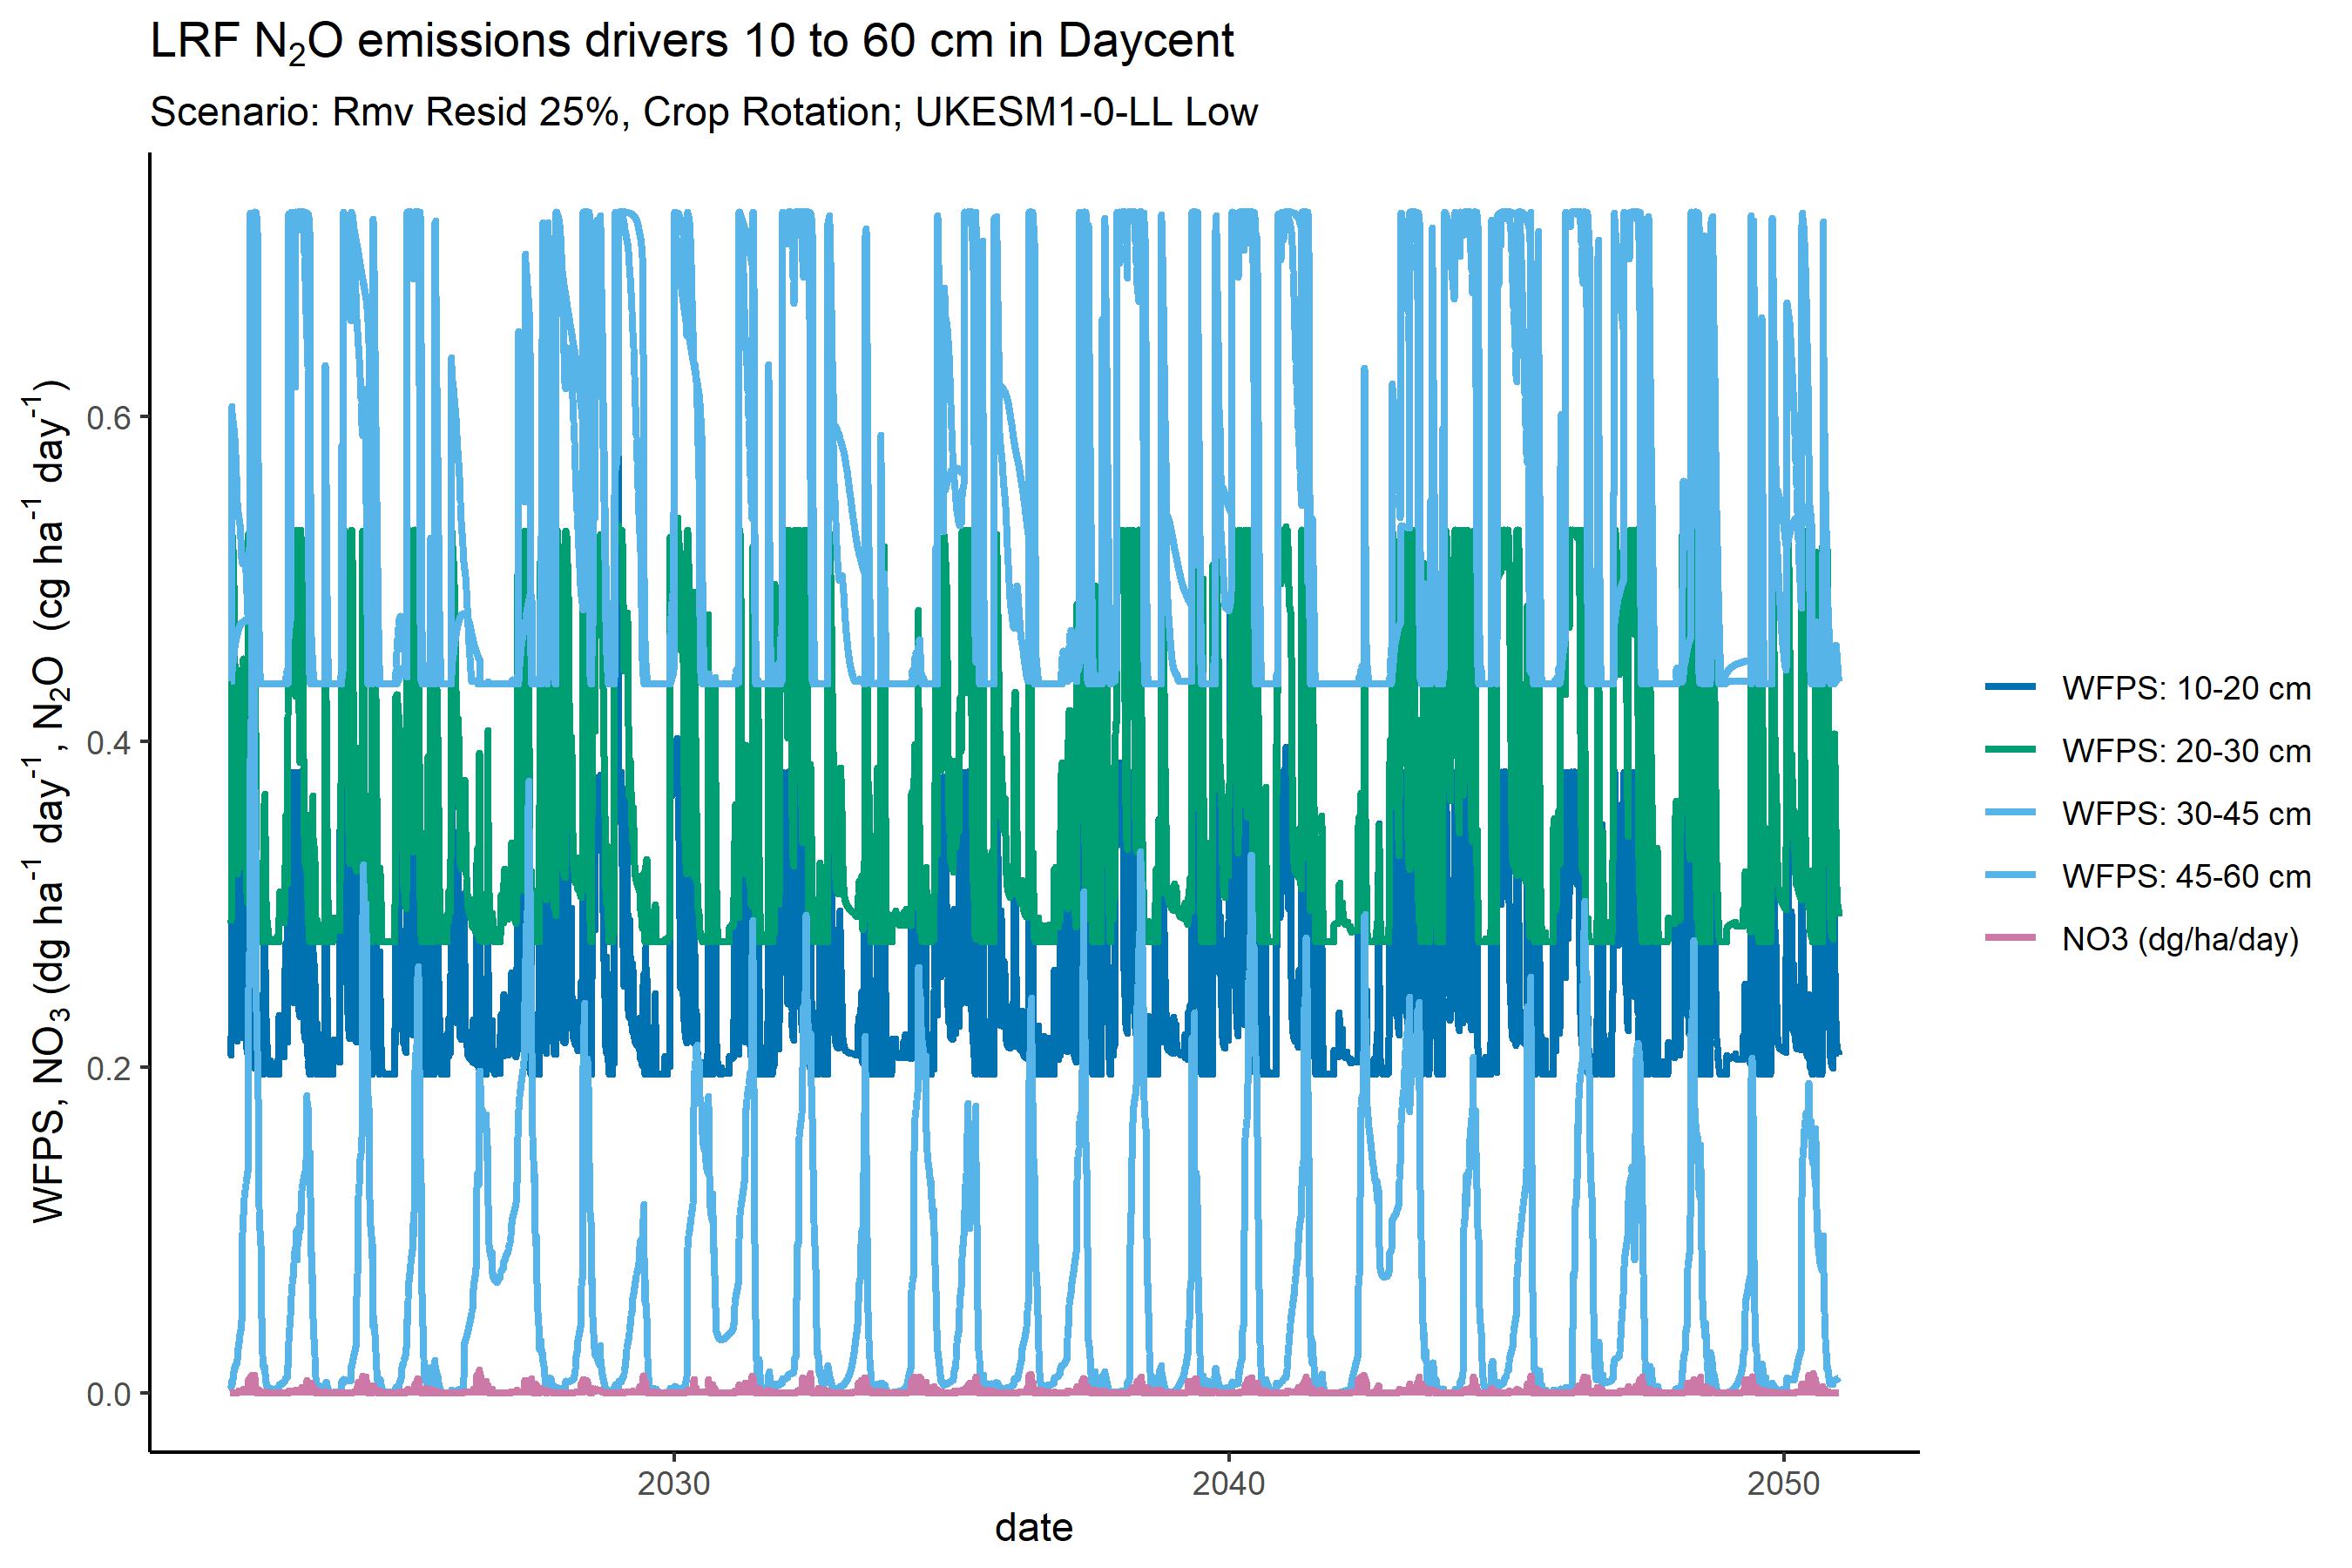 LRF N₂O emissions drivers 10 to 60 cm in Daycent
Scenario: Rmv Resid 25%, Crop Rotation; UKESM1-0-LL Low
WFPS, NO₃ (dg ha⁻¹ day⁻¹, N₂O (cg ha⁻¹ day⁻¹)
0.6
0.4
0.2
0.0
2030 2040 2050
date
WFPS: 10-20 cm
WFPS: 20-30 cm
WFPS: 30-45 cm
WFPS: 45-60 cm
NO3 (dg/ha/day)